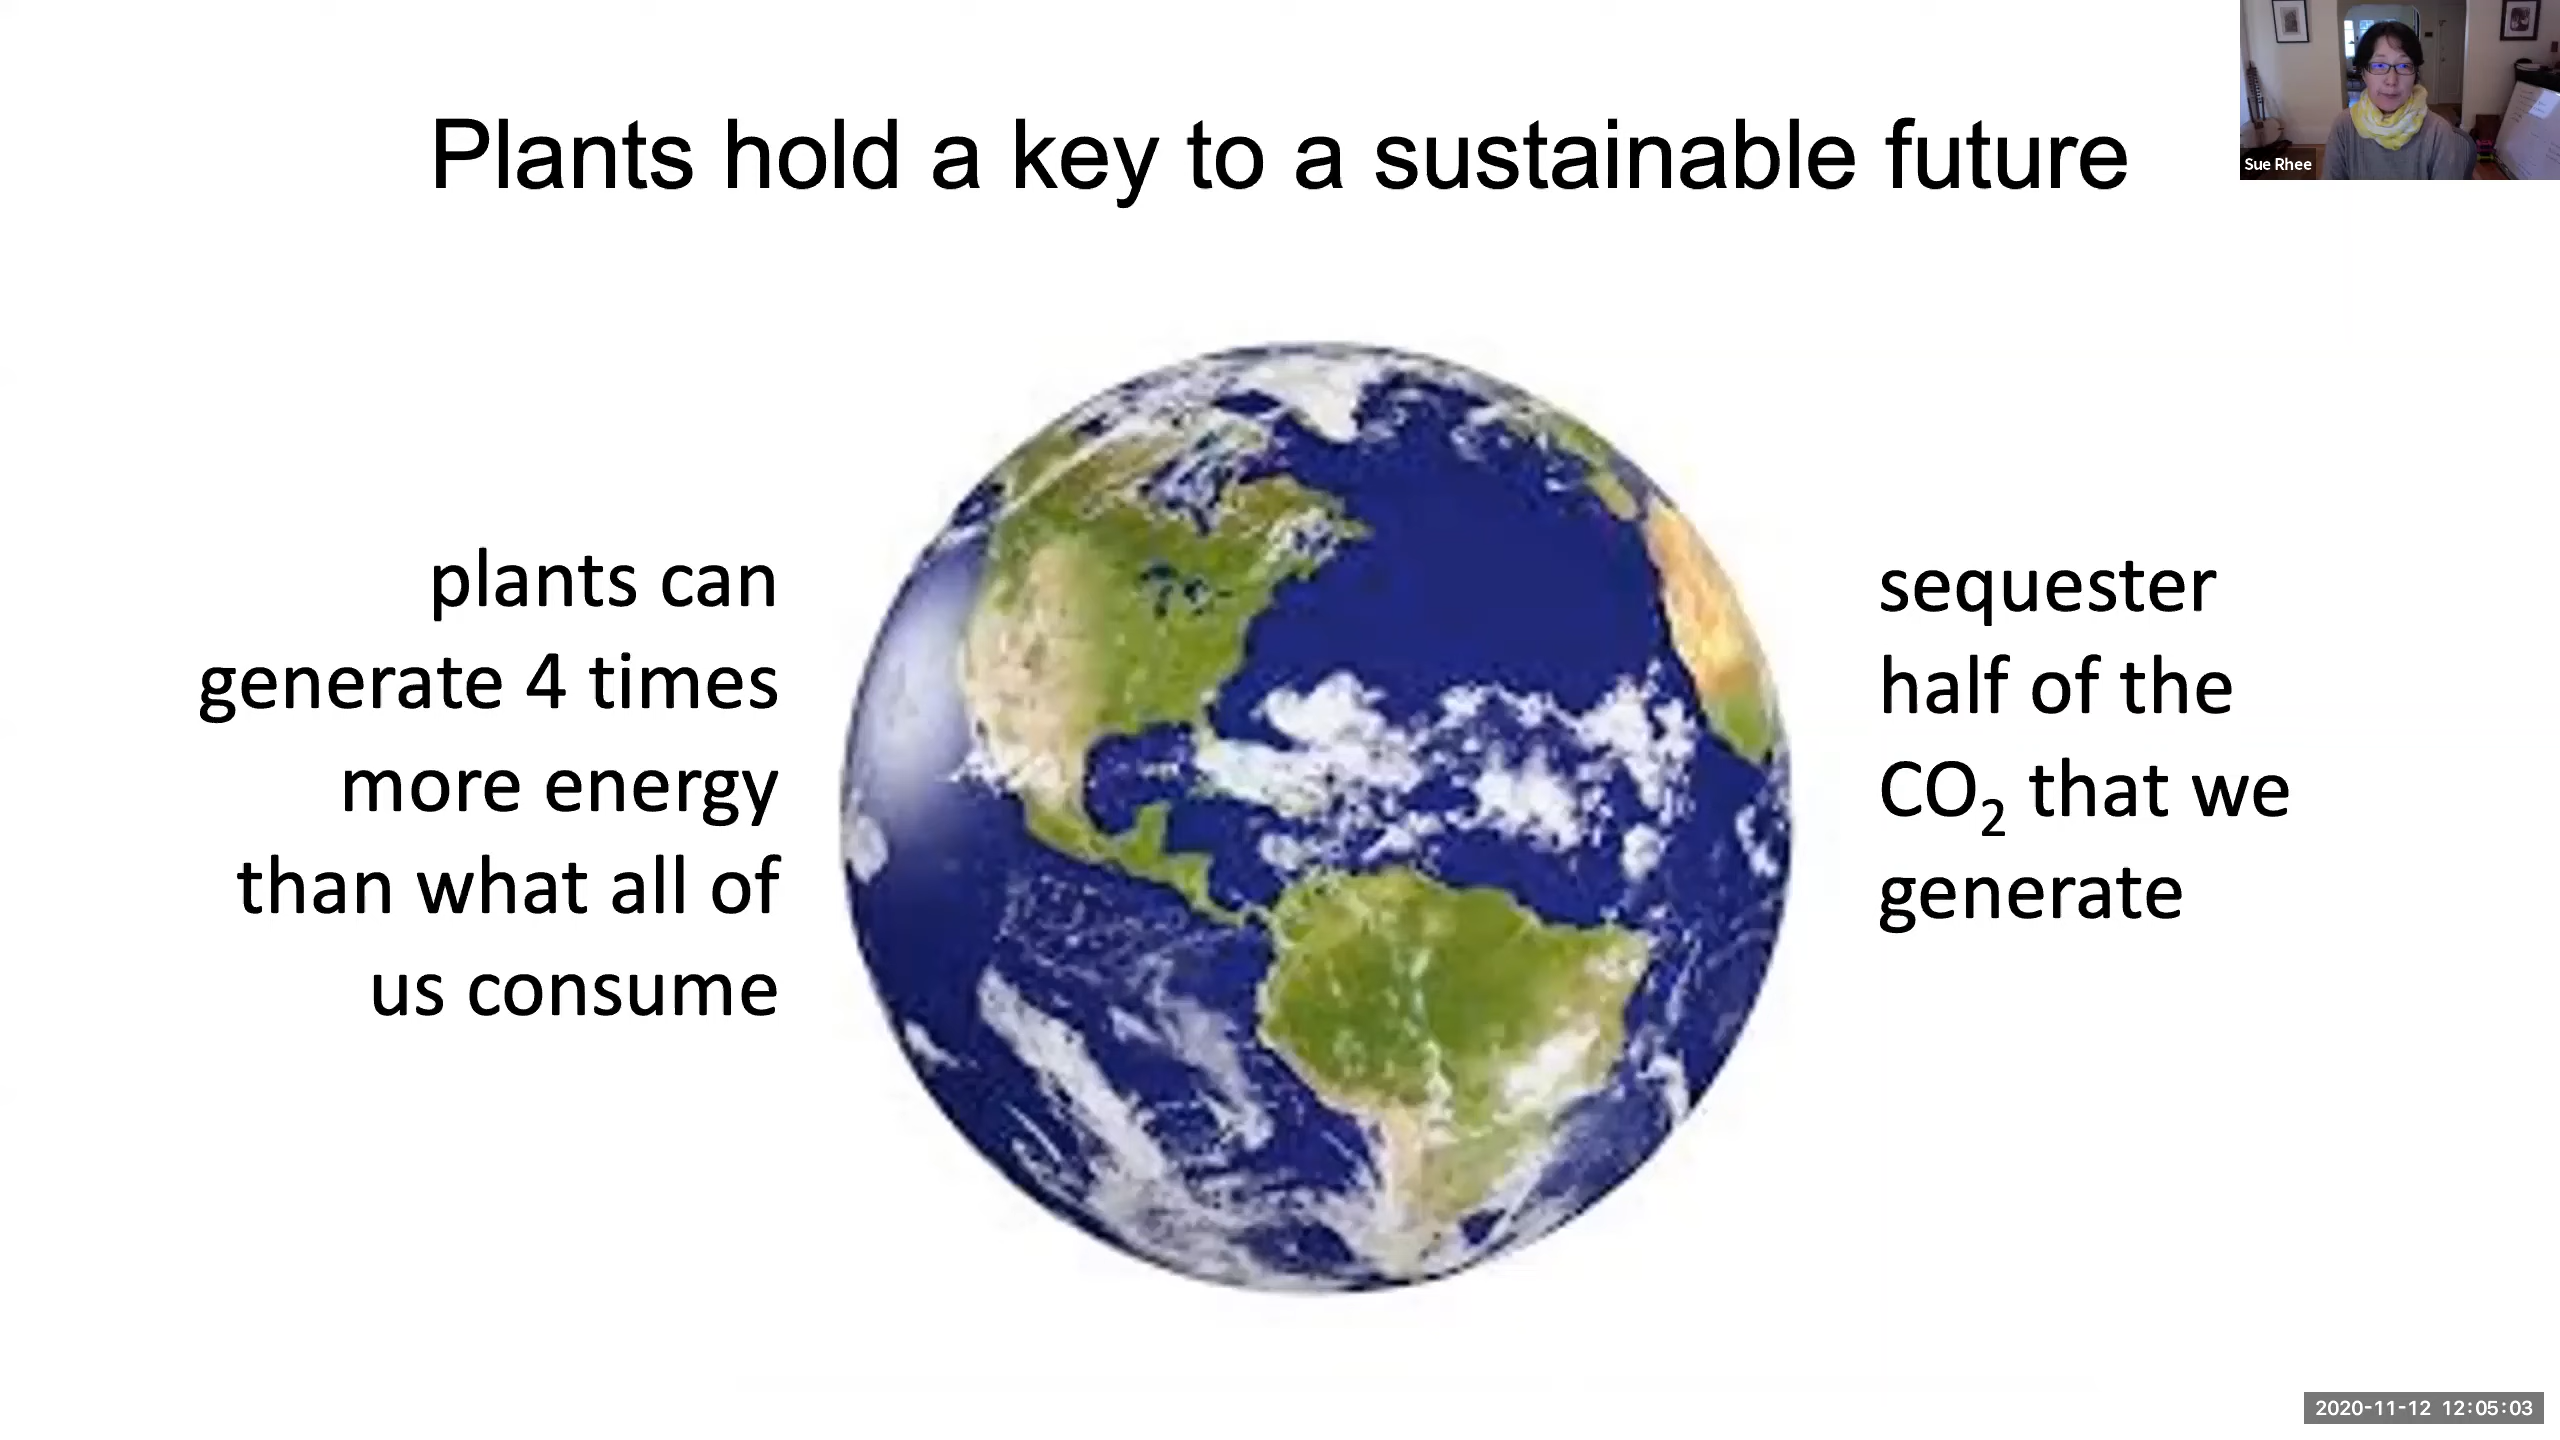 Plants hold a key to a sustainable future
Sue Rhee
plants can
generate 4 times
more energy
than what all of
us consume
sequester
half of the
CO₂ that we
generate
2020-11-12 12:05:03